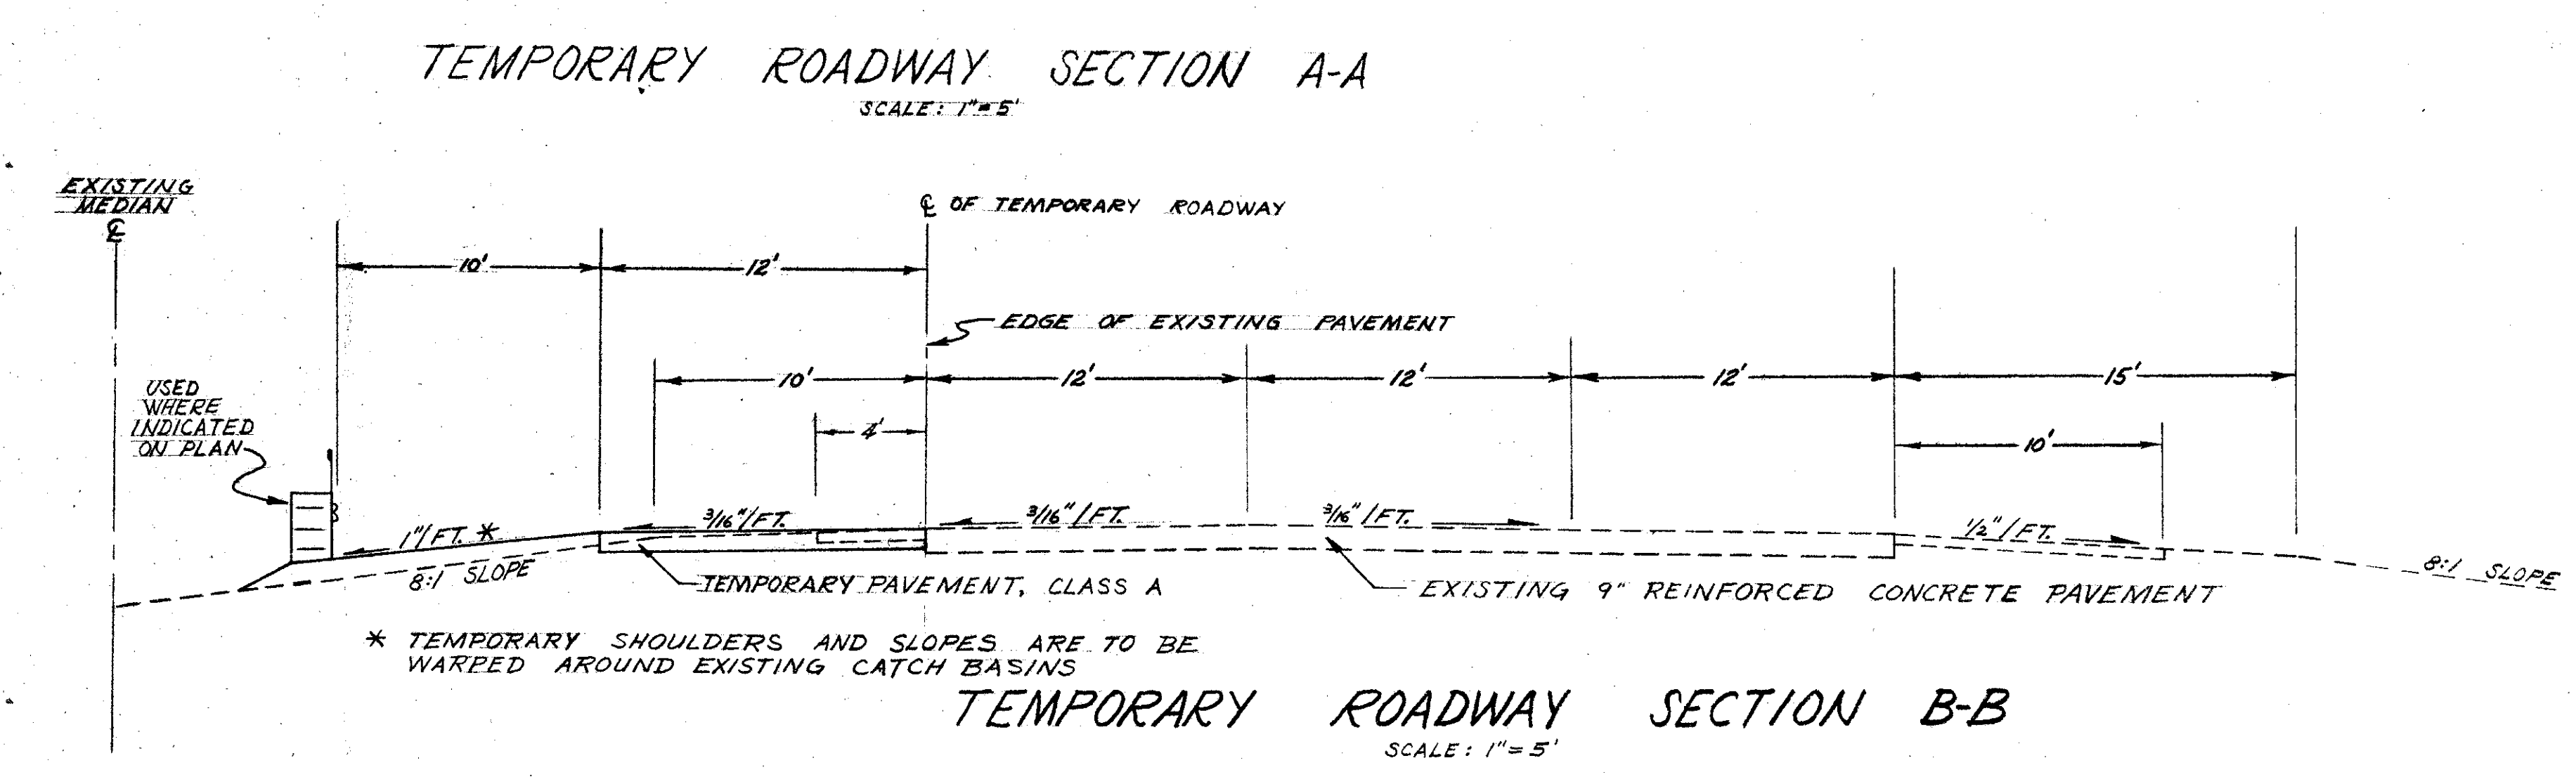 TEMPORARY ROADWAY SECTION A-A
SCALE: 1"=5'
EXISTING
MEDIAN
℄
℄ OF TEMPORARY ROADWAY
10'
12'
EDGE OF EXISTING PAVEMENT
10'
12'
12'
12'
15'
USED
WHERE
INDICATED
ON PLAN
4'
10'
1"/FT. *
3/16"/FT.
3/16"/FT.
3/16"/FT.
1/2"/FT.
8:1 SLOPE
8:1 SLOPE
TEMPORARY PAVEMENT, CLASS A
EXISTING 9" REINFORCED CONCRETE PAVEMENT
* TEMPORARY SHOULDERS AND SLOPES ARE TO BE
WARPED AROUND EXISTING CATCH BASINS
TEMPORARY ROADWAY SECTION B-B
SCALE: 1"=5'